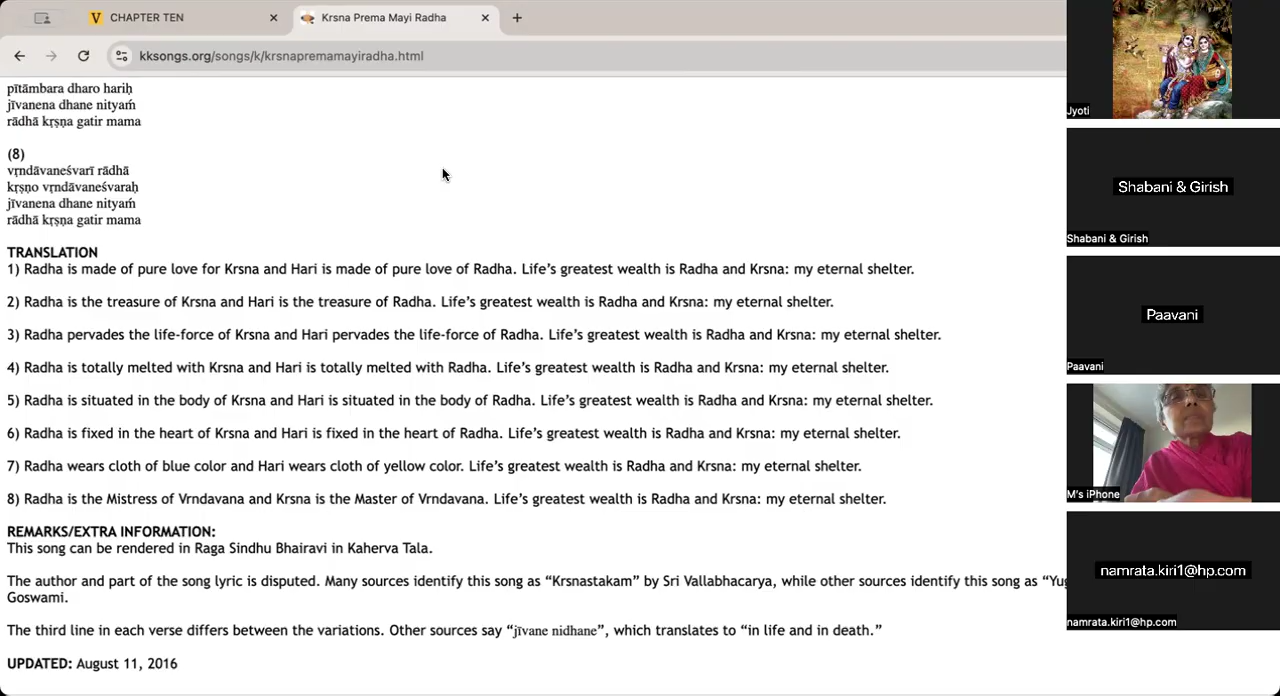 CHAPTER TEN
Krsna Prema Mayi Radha
kksongs.org/songs/k/krsnapremamayiradha.html
pītāmbara dharo hariḥ
jīvanena dhane nityaṁ
rādhā kṛṣṇa gatir mama
(8)
vṛndāvaneśvarī rādhā
kṛṣṇo vṛndāvaneśvaraḥ
jīvanena dhane nityaṁ
rādhā kṛṣṇa gatir mama
TRANSLATION
1) Radha is made of pure love for Krsna and Hari is made of pure love of Radha. Life’s greatest wealth is Radha and Krsna: my eternal shelter.
2) Radha is the treasure of Krsna and Hari is the treasure of Radha. Life’s greatest wealth is Radha and Krsna: my eternal shelter.
3) Radha pervades the life-force of Krsna and Hari pervades the life-force of Radha. Life’s greatest wealth is Radha and Krsna: my eternal shelter.
4) Radha is totally melted with Krsna and Hari is totally melted with Radha. Life’s greatest wealth is Radha and Krsna: my eternal shelter.
5) Radha is situated in the body of Krsna and Hari is situated in the body of Radha. Life’s greatest wealth is Radha and Krsna: my eternal shelter.
6) Radha is fixed in the heart of Krsna and Hari is fixed in the heart of Radha. Life’s greatest wealth is Radha and Krsna: my eternal shelter.
7) Radha wears cloth of blue color and Hari wears cloth of yellow color. Life’s greatest wealth is Radha and Krsna: my eternal shelter.
8) Radha is the Mistress of Vrndavana and Krsna is the Master of Vrndavana. Life’s greatest wealth is Radha and Krsna: my eternal shelter.
REMARKS/EXTRA INFORMATION:
This song can be rendered in Raga Sindhu Bhairavi in Kaherva Tala.
The author and part of the song lyric is disputed. Many sources identify this song as “Krsnastakam” by Sri Vallabhacarya, while other sources identify this song as “Yug
Goswami.
The third line in each verse differs between the variations. Other sources say “jīvane nidhane”, which translates to “in life and in death.”
UPDATED: August 11, 2016
Jyoti
Shabani & Girish
Shabani & Girish
Paavani
Paavani
M's iPhone
namrata.kiri1@hp.com
namrata.kiri1@hp.com